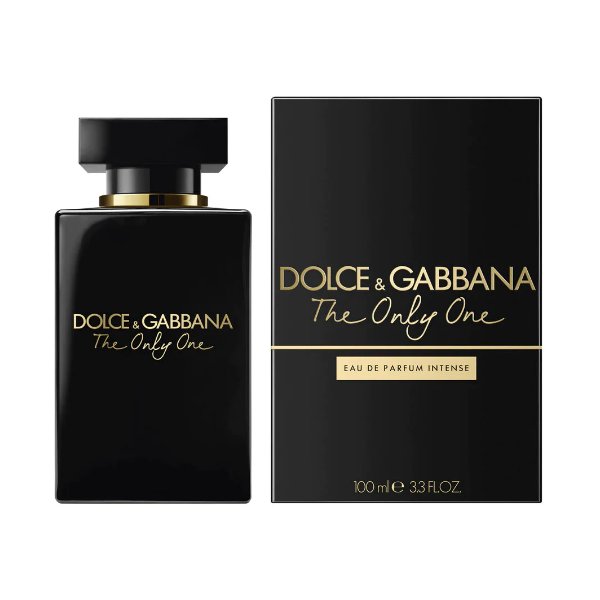 DOLCE & GABBANA
The Only One
DOLCE & GABBANA
The Only One
EAU DE PARFUM INTENSE
100 ml ℮ 3.3 FL.OZ.